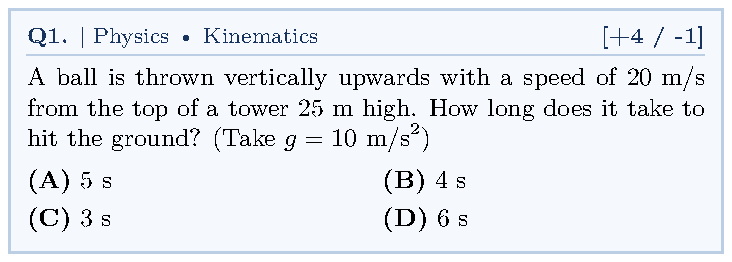 Q1. | Physics • Kinematics [+4 / -1]
A ball is thrown vertically upwards with a speed of 20 m/s
from the top of a tower 25 m high. How long does it take to
hit the ground? (Take g = 10 m/s²)
(A) 5 s (B) 4 s
(C) 3 s (D) 6 s